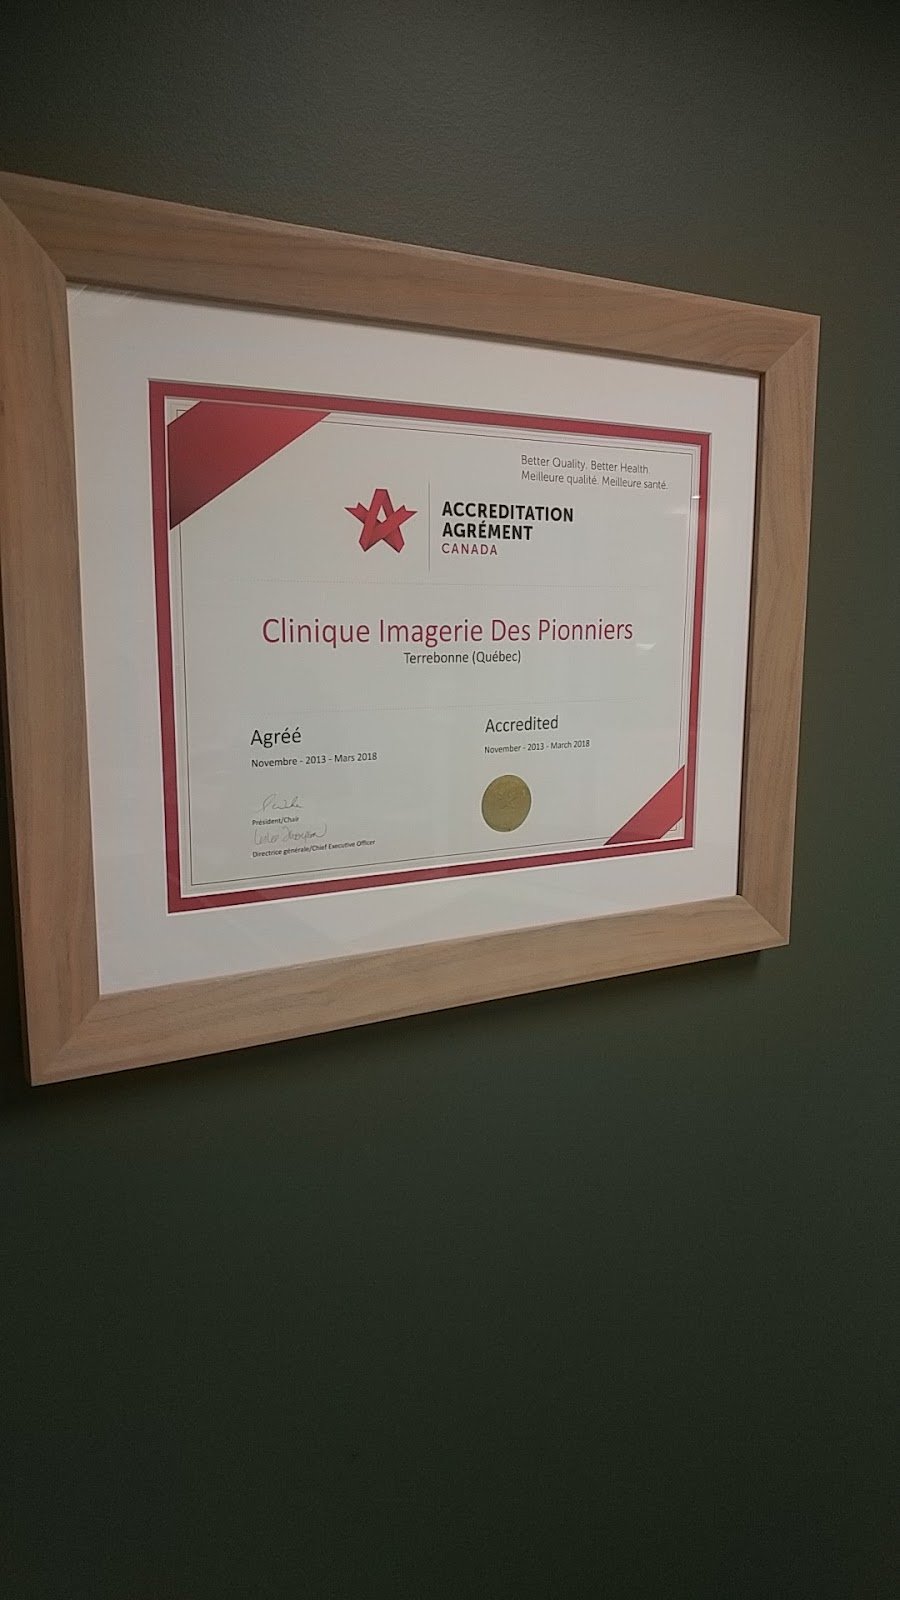 Better Quality. Better Health.
Meilleure qualité. Meilleure santé.
ACCREDITATION
AGRÉMENT
CANADA
Clinique Imagerie Des Pionniers
Terrebonne (Québec)
Agréé
Novembre - 2013 - Mars 2018
Accredited
November - 2013 - March 2018
Président/Chair
Directrice générale/Chief Executive Officer